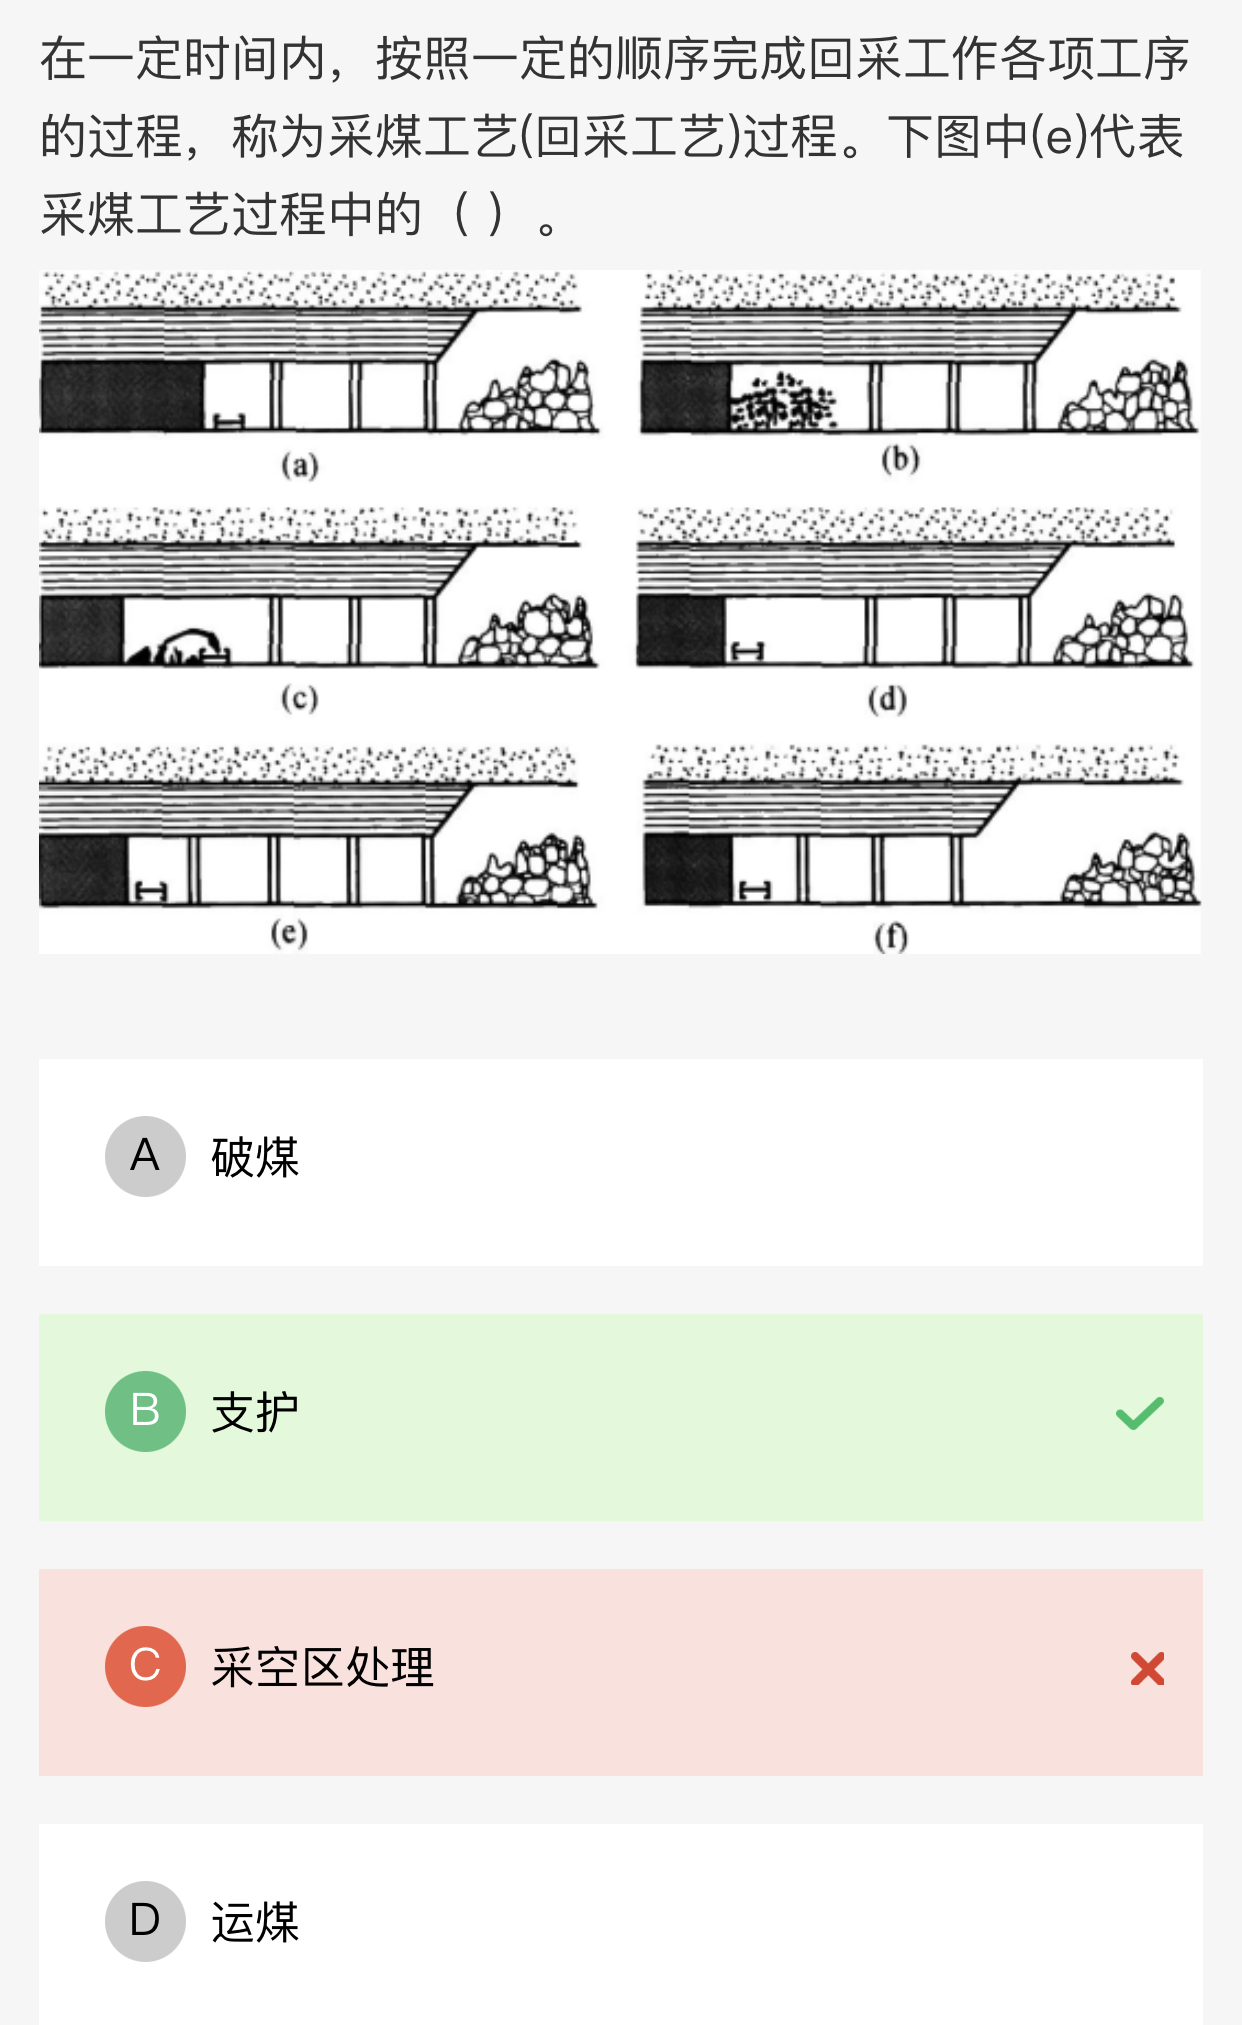 在一定时间内，按照一定的顺序完成回采工作各项工序
的过程，称为采煤工艺(回采工艺)过程。下图中(e)代表
采煤工艺过程中的（ ）。
(a)
(b)
(c)
(d)
(e)
(f)
A 破煤
B 支护
C 采空区处理
D 运煤